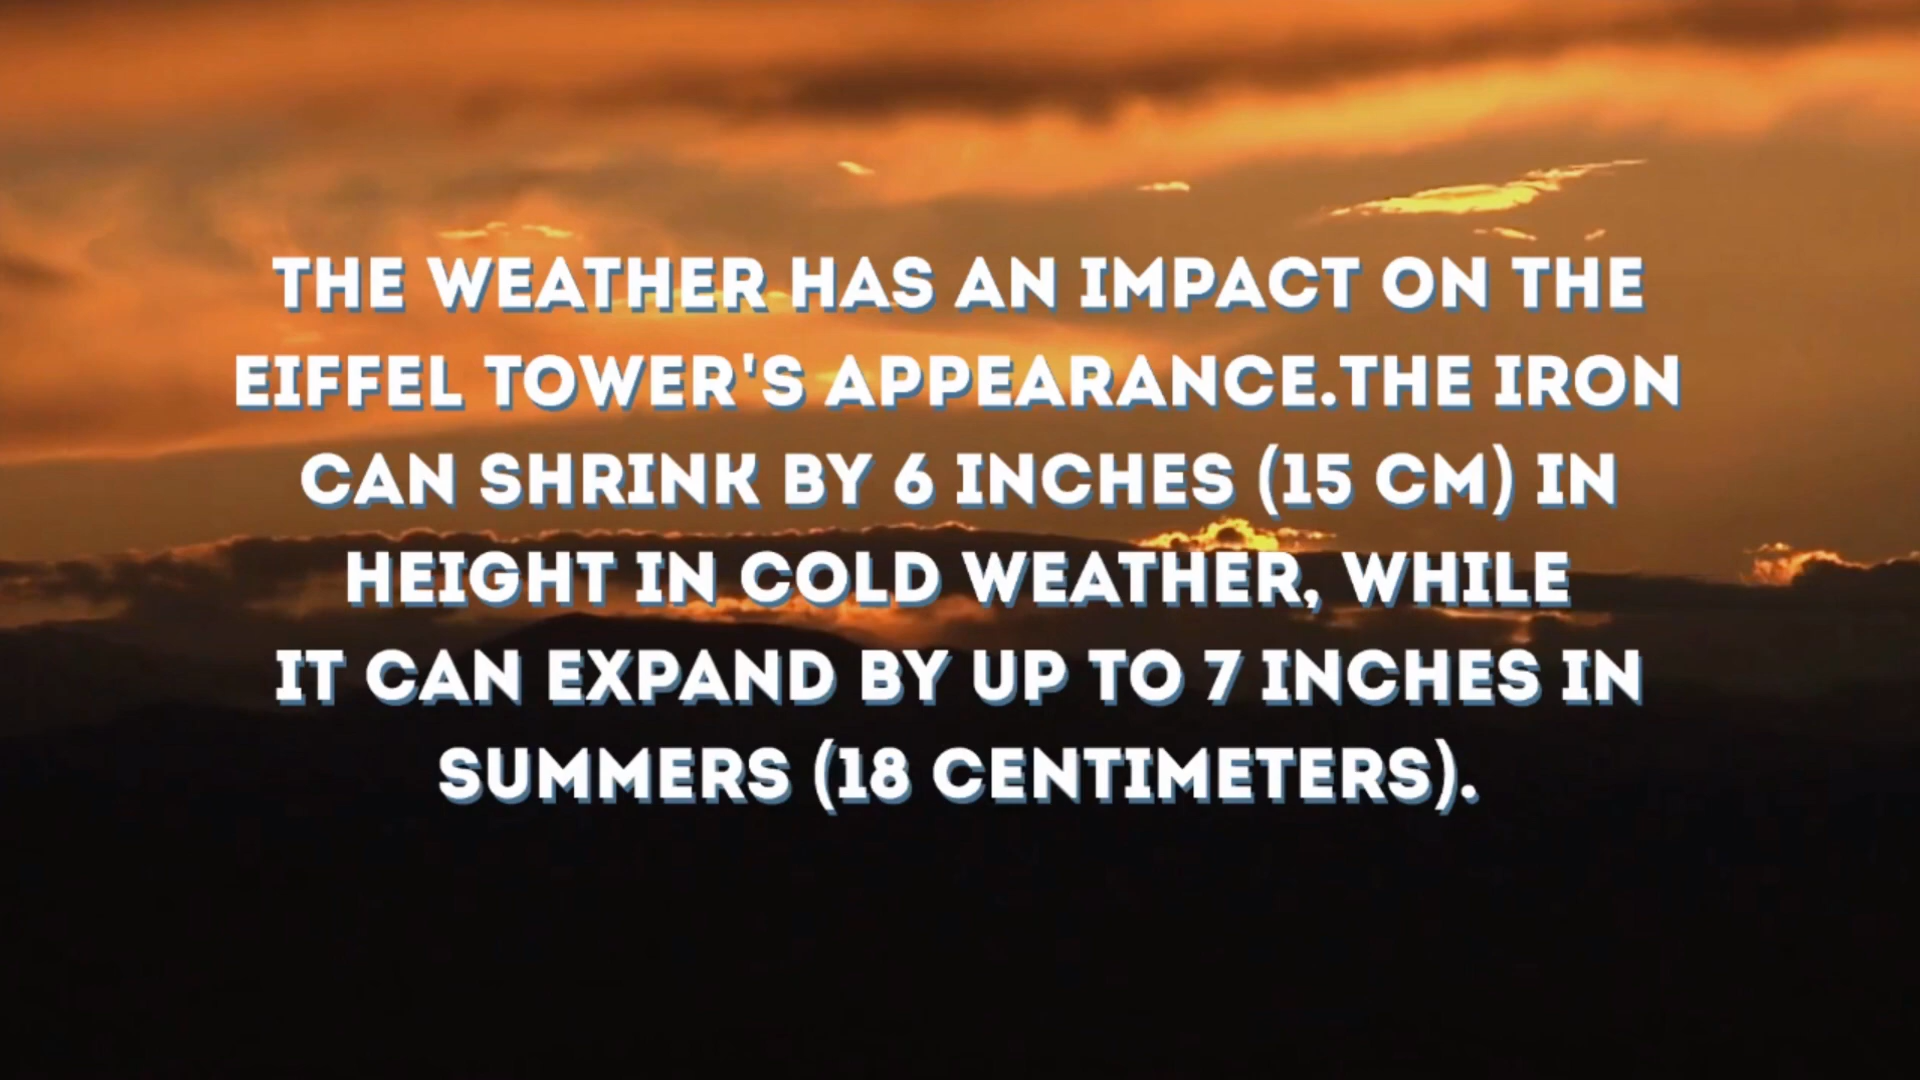 THE WEATHER HAS AN IMPACT ON THE
EIFFEL TOWER'S APPEARANCE.THE IRON
CAN SHRINK BY 6 INCHES (15 CM) IN
HEIGHT IN COLD WEATHER, WHILE
IT CAN EXPAND BY UP TO 7 INCHES IN
SUMMERS (18 CENTIMETERS).